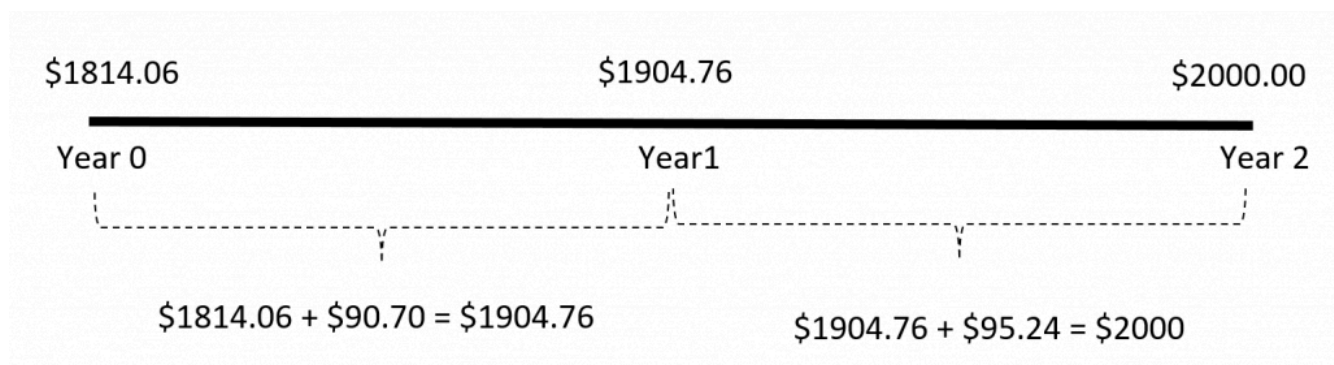 $1814.06 $1904.76 $2000.00
Year 0 Year1 Year 2
$1814.06 + $90.70 = $1904.76 $1904.76 + $95.24 = $2000